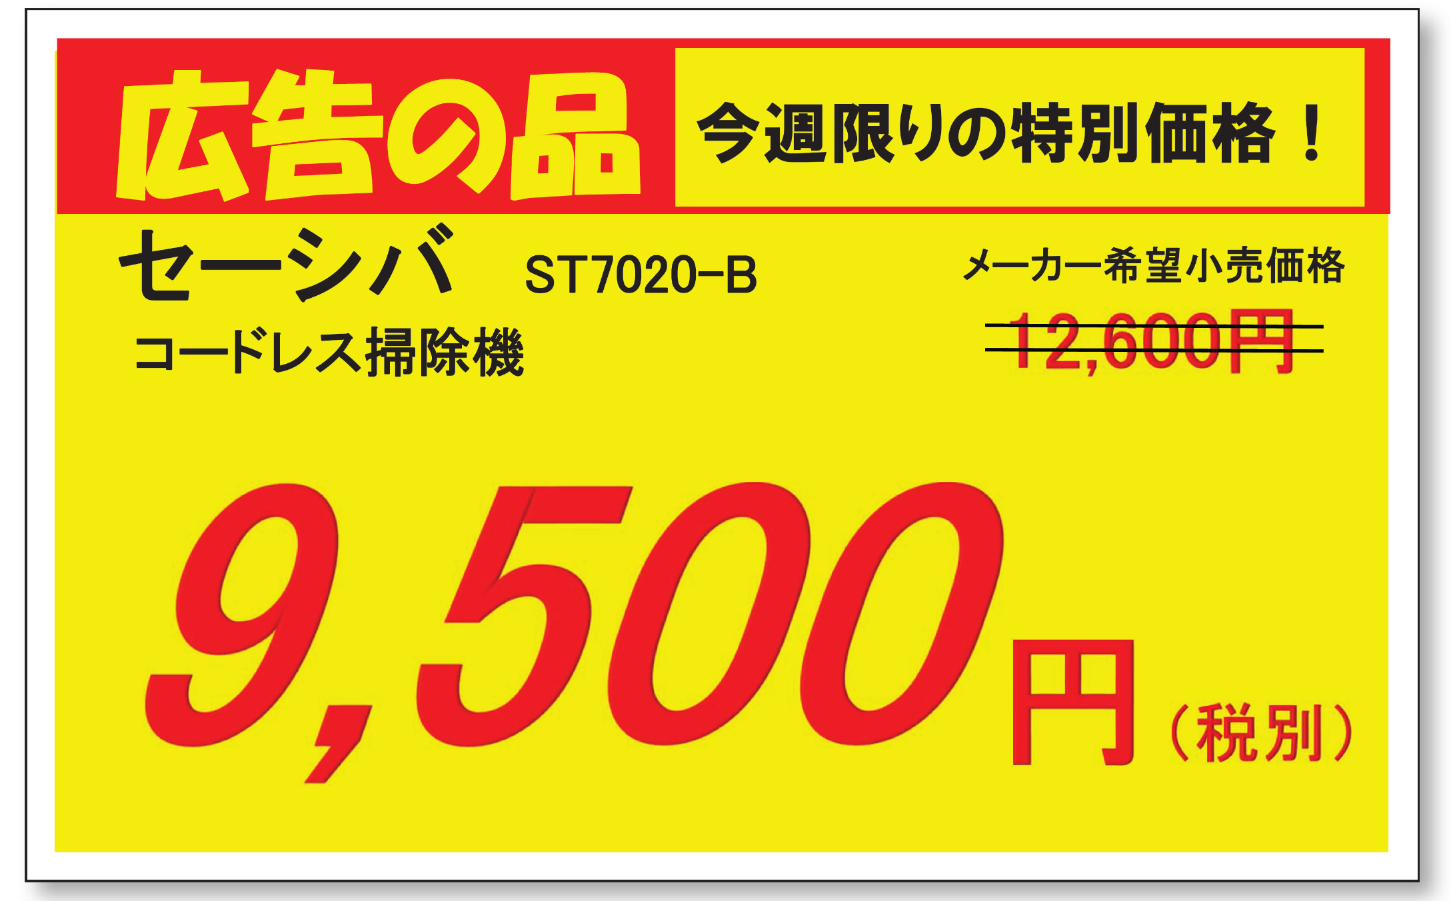 広告の品
今週限りの特別価格！
セーシバ ST7020-B
コードレス掃除機
メーカー希望小売価格
12,600円
9,500円（税別）